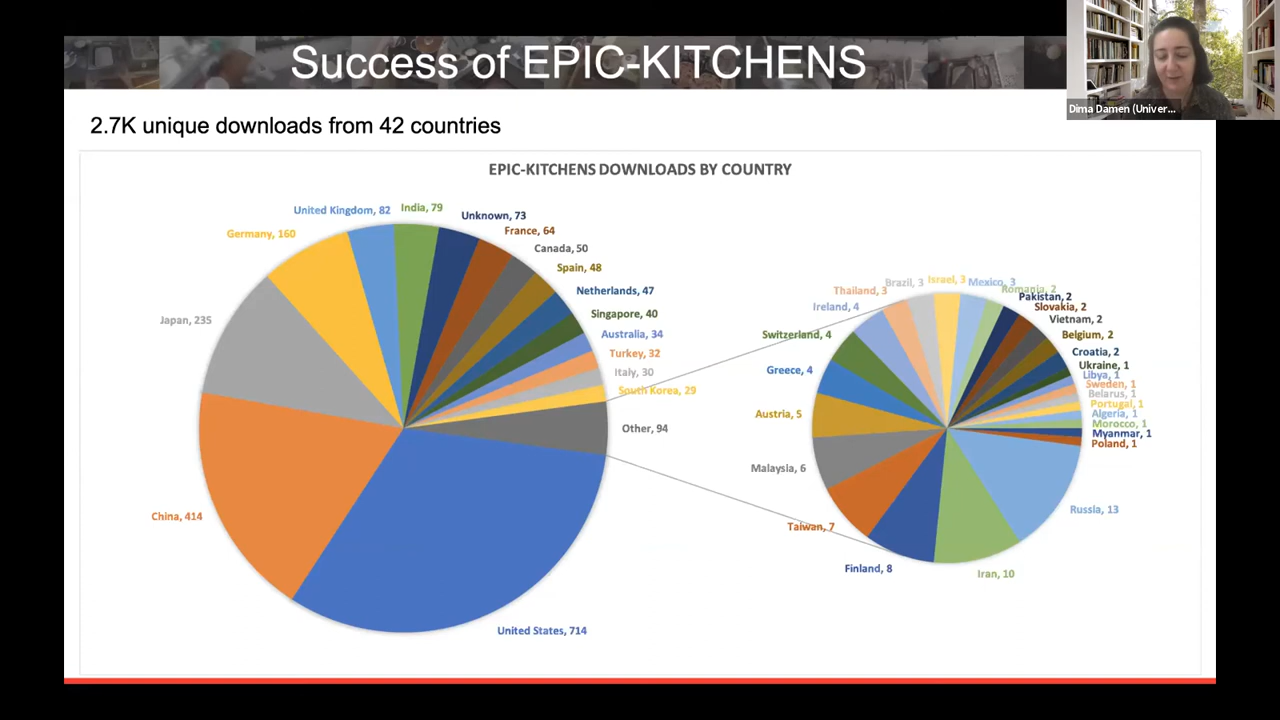 Success of EPIC-KITCHENS
Dima Damen (Univer...
2.7K unique downloads from 42 countries
EPIC-KITCHENS DOWNLOADS BY COUNTRY
United Kingdom, 82
India, 79
Unknown, 73
Germany, 160
France, 64
Canada, 50
Spain, 48
Netherlands, 47
Singapore, 40
Japan, 235
Australia, 34
Turkey, 32
Italy, 30
South Korea, 29
Other, 94
China, 414
United States, 714
Brazil, 3
Israel, 3
Mexico, 3
Thailand, 3
Romania, 2
Pakistan, 2
Ireland, 4
Slovakia, 2
Vietnam, 2
Switzerland, 4
Belgium, 2
Croatia, 2
Greece, 4
Ukraine, 1
Libya, 1
Sweden, 1
Belarus, 1
Portugal, 1
Austria, 5
Algeria, 1
Morocco, 1
Myanmar, 1
Poland, 1
Malaysia, 6
Russia, 13
Taiwan, 7
Finland, 8
Iran, 10